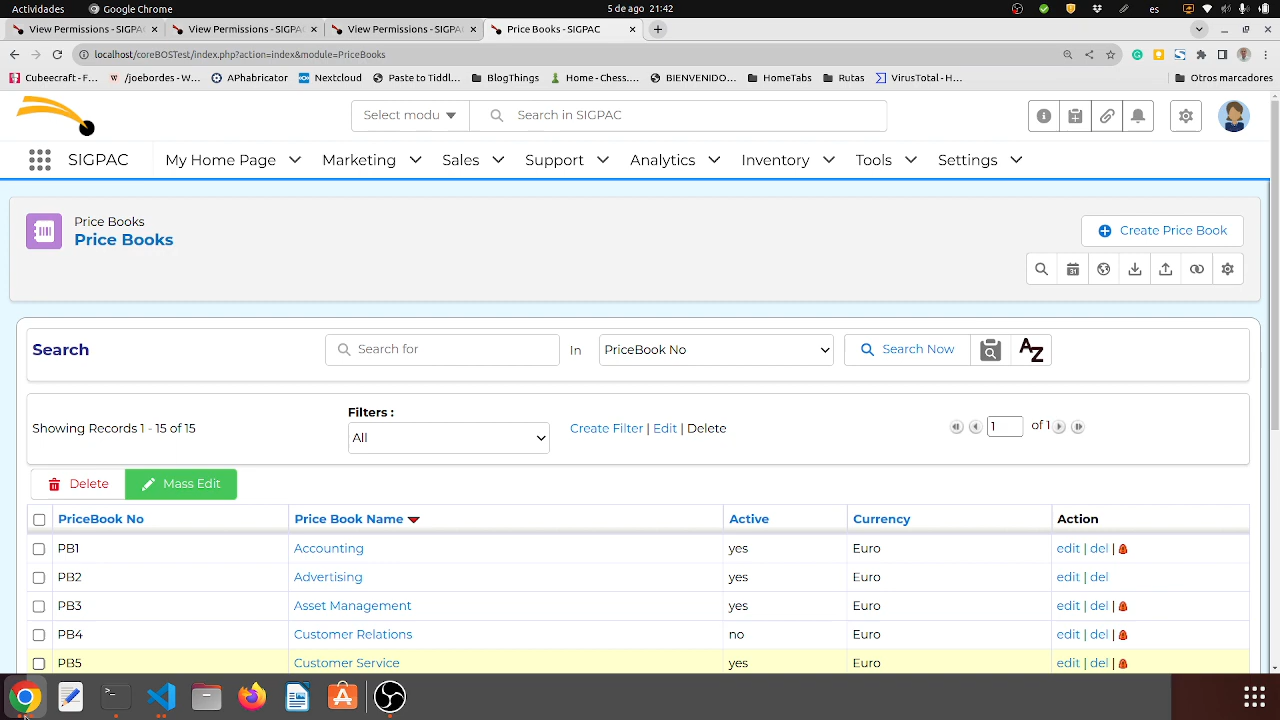 Actividades Google Chrome 5 de ago 21:42 es
View Permissions - SIGPAC × View Permissions - SIGPAC × View Permissions - SIGPAC × Price Books - SIGPAC ×
localhost/coreBOSTest/index.php?action=index&module=PriceBooks
Cubecraft - F... /joebordes - W... APhabricator Nextcloud Paste to Tiddl... BlogThings Home - Chess.... BIENVENIDO... HomeTabs Rutas VirusTotal - H... Otros marcadores
Select modu Search in SIGPAC
SIGPAC My Home Page Marketing Sales Support Analytics Inventory Tools Settings
Price Books
Price Books
Create Price Book
31
Search Search for In PriceBook No Search Now AZ
Showing Records 1 - 15 of 15 Filters : All Create Filter | Edit | Delete 1 of 1
Delete Mass Edit
PriceBook No Price Book Name Active Currency Action
PB1 Accounting yes Euro edit | del |
PB2 Advertising yes Euro edit | del
PB3 Asset Management yes Euro edit | del |
PB4 Customer Relations no Euro edit | del |
PB5 Customer Service yes Euro edit | del |